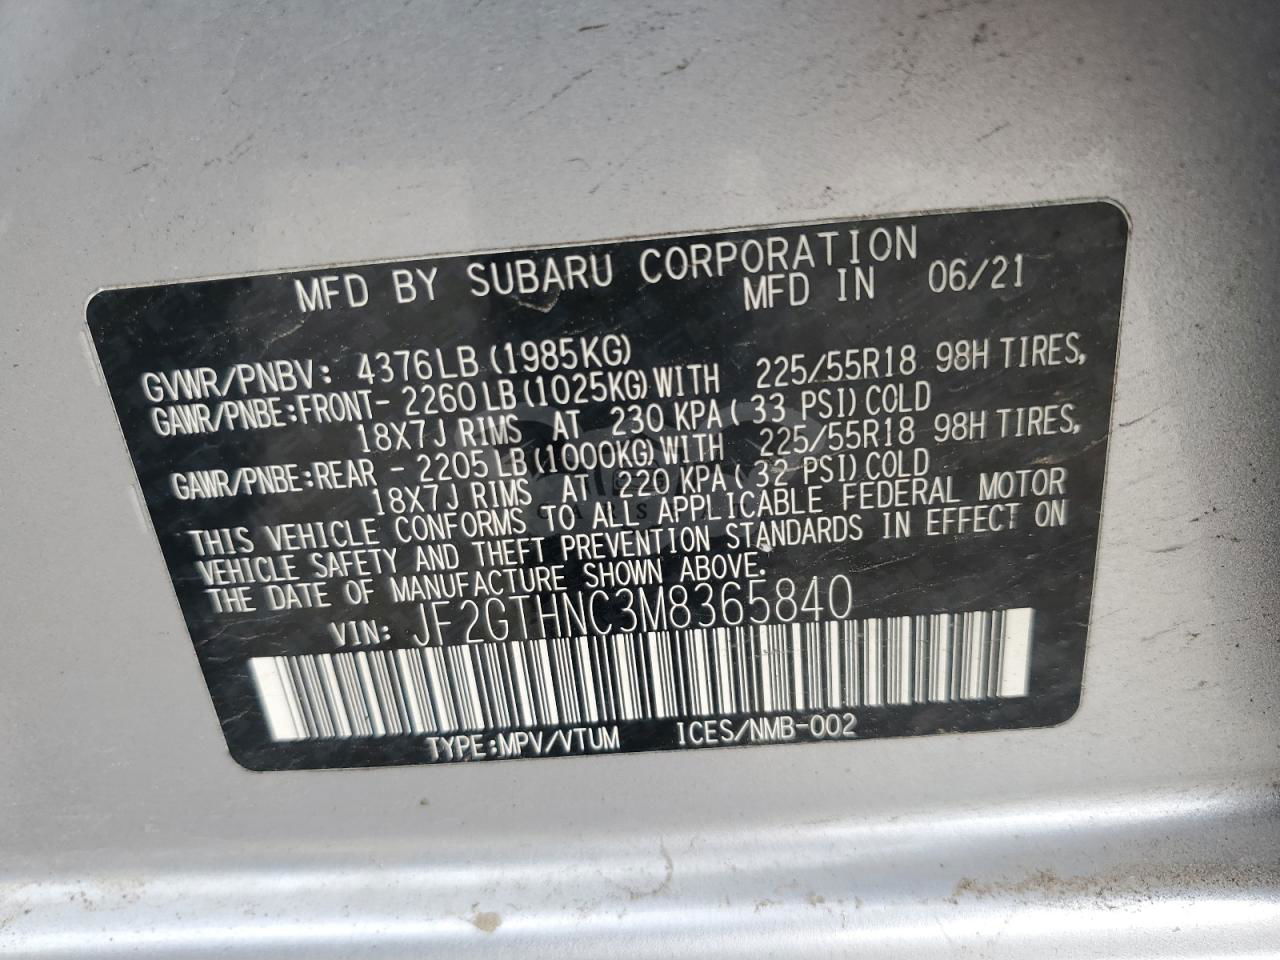 MFD BY SUBARU CORPORATION
MFD IN 06/21
GVWR/PNBV: 4376LB (1985KG)
GAWR/PNBE:FRONT- 2260 LB (1025KG) WITH 225/55R18 98H TIRES,
18X7J RIMS AT 230 KPA ( 33 PSI) COLD
GAWR/PNBE:REAR - 2205 LB (1000KG) WITH 225/55R18 98H TIRES,
18X7J RIMS AT 220 KPA ( 32 PSI) COLD
THIS VEHICLE CONFORMS TO ALL APPLICABLE FEDERAL MOTOR
VEHICLE SAFETY AND THEFT PREVENTION STANDARDS IN EFFECT ON
THE DATE OF MANUFACTURE SHOWN ABOVE.
VIN: JF2GTHNC3M8365840
TYPE:MPV/VTUM ICES/NMB-002